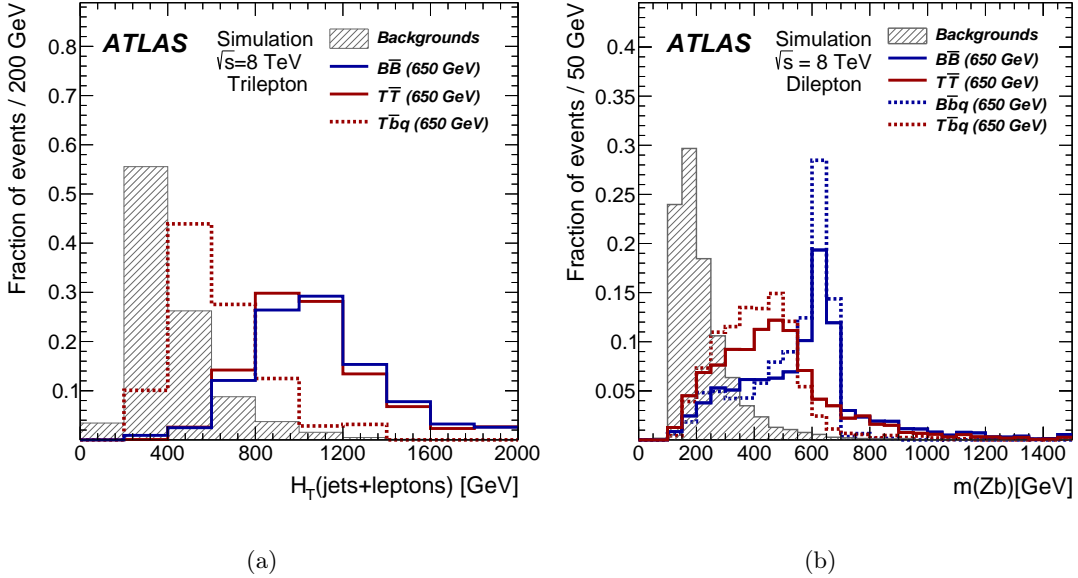 Fraction of events / 200 GeV
0.8
0.7
0.6
0.5
0.4
0.3
0.2
0.1
ATLAS
Simulation
√s=8 TeV
Trilepton
Backgrounds
BB̅ (650 GeV)
TT̅ (650 GeV)
Tb̅q (650 GeV)
0 400 800 1200 1600 2000
H_T(jets+leptons) [GeV]
(a)
Fraction of events / 50 GeV
0.4
0.35
0.3
0.25
0.2
0.15
0.1
0.05
ATLAS
Simulation
√s = 8 TeV
Dilepton
Backgrounds
BB̅ (650 GeV)
TT̅ (650 GeV)
Bb̅q (650 GeV)
Tb̅q (650 GeV)
0 200 400 600 800 1000 1200 1400
m(Zb)[GeV]
(b)